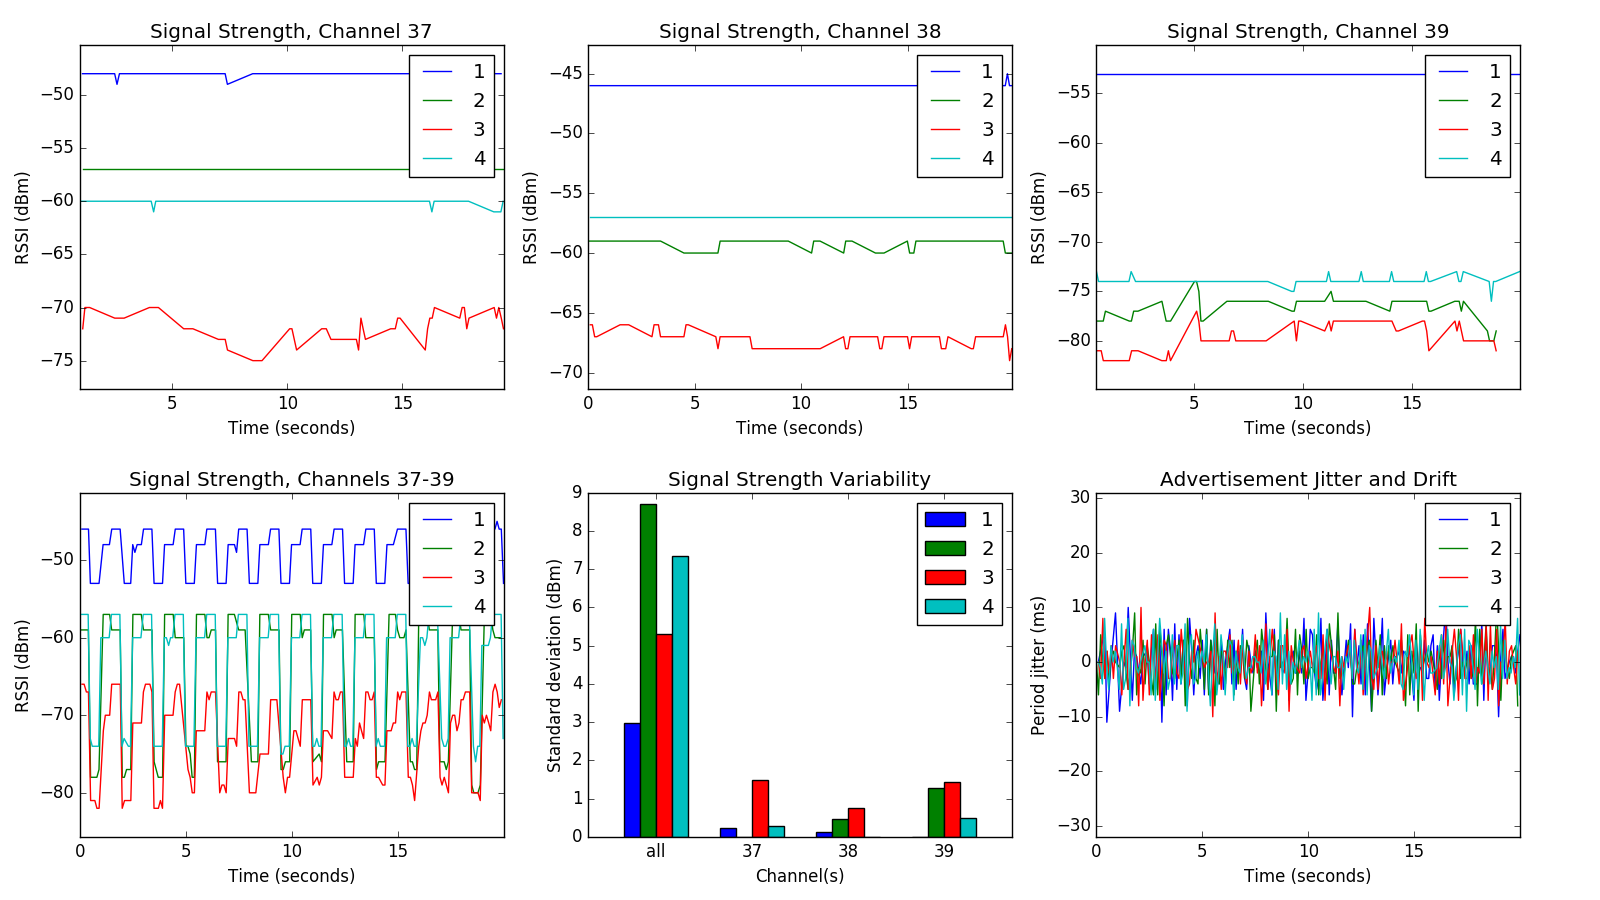 Signal Strength, Channel 37
1
2
3
4
−50
−55
−60
−65
−70
−75
RSSI (dBm)
5 10 15
Time (seconds)
Signal Strength, Channel 38
1
2
3
4
−45
−50
−55
−60
−65
−70
RSSI (dBm)
0 5 10 15
Time (seconds)
Signal Strength, Channel 39
1
2
3
4
−55
−60
−65
−70
−75
−80
RSSI (dBm)
5 10 15
Time (seconds)
Signal Strength, Channels 37-39
1
2
3
4
−50
−60
−70
−80
RSSI (dBm)
0 5 10 15
Time (seconds)
Signal Strength Variability
1
2
3
4
9
8
7
6
5
4
3
2
1
0
Standard deviation (dBm)
all 37 38 39
Channel(s)
Advertisement Jitter and Drift
1
2
3
4
30
20
10
0
−10
−20
−30
Period jitter (ms)
0 5 10 15
Time (seconds)